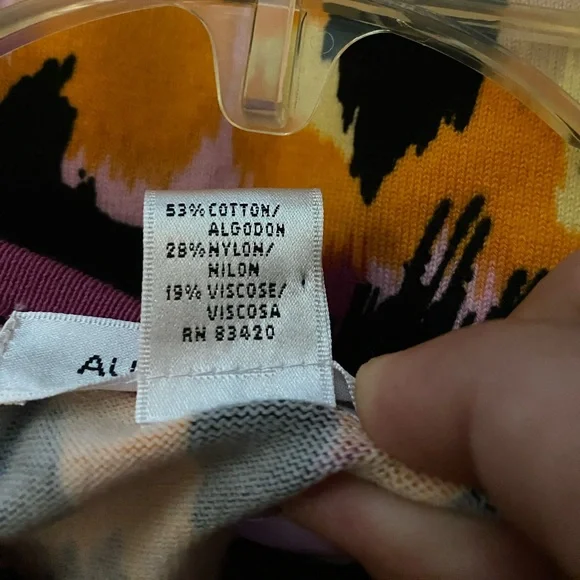 53% COTTON/
ALGODON
28% NYLON/
NILON
19% VISCOSE/
VISCOSA
RN 83420